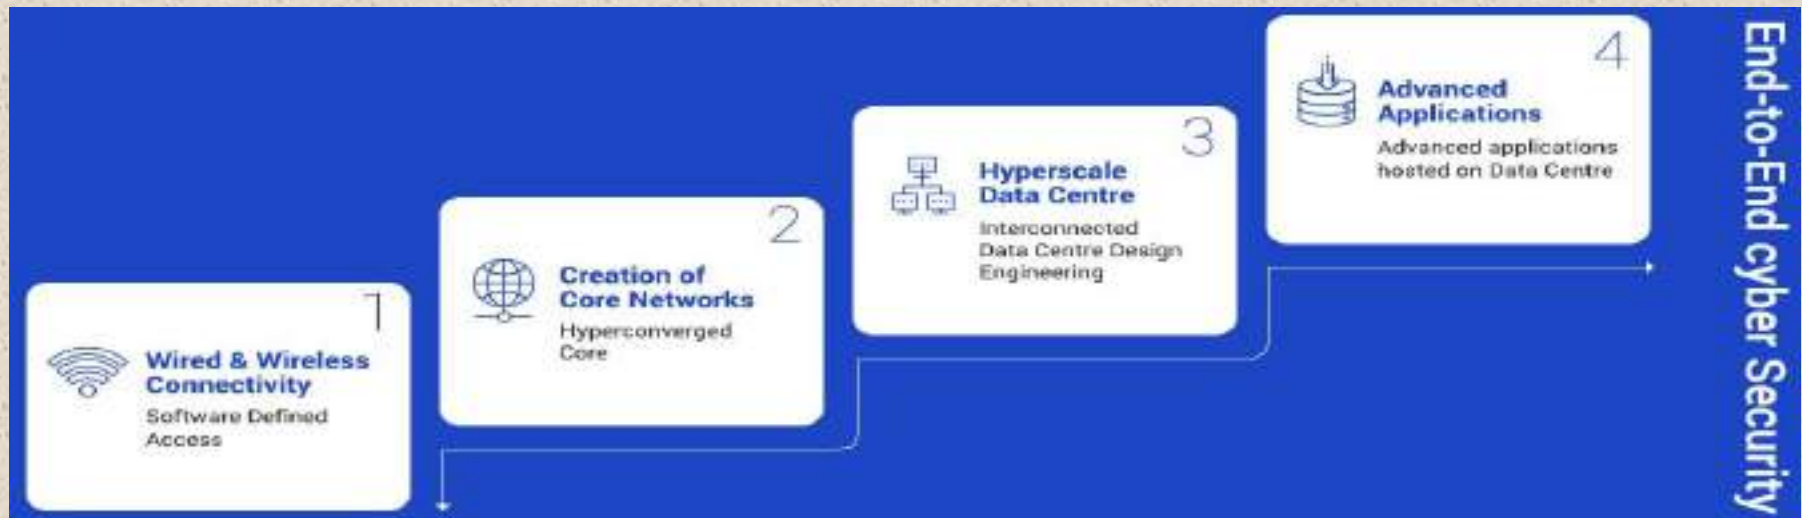 1
Wired & Wireless
Connectivity
Software Defined
Access
2
Creation of
Core Networks
Hyperconverged
Core
3
Hyperscale
Data Centre
Interconnected
Data Centre Design
Engineering
4
Advanced
Applications
Advanced applications
hosted on Data Centre
End-to-End cyber Security